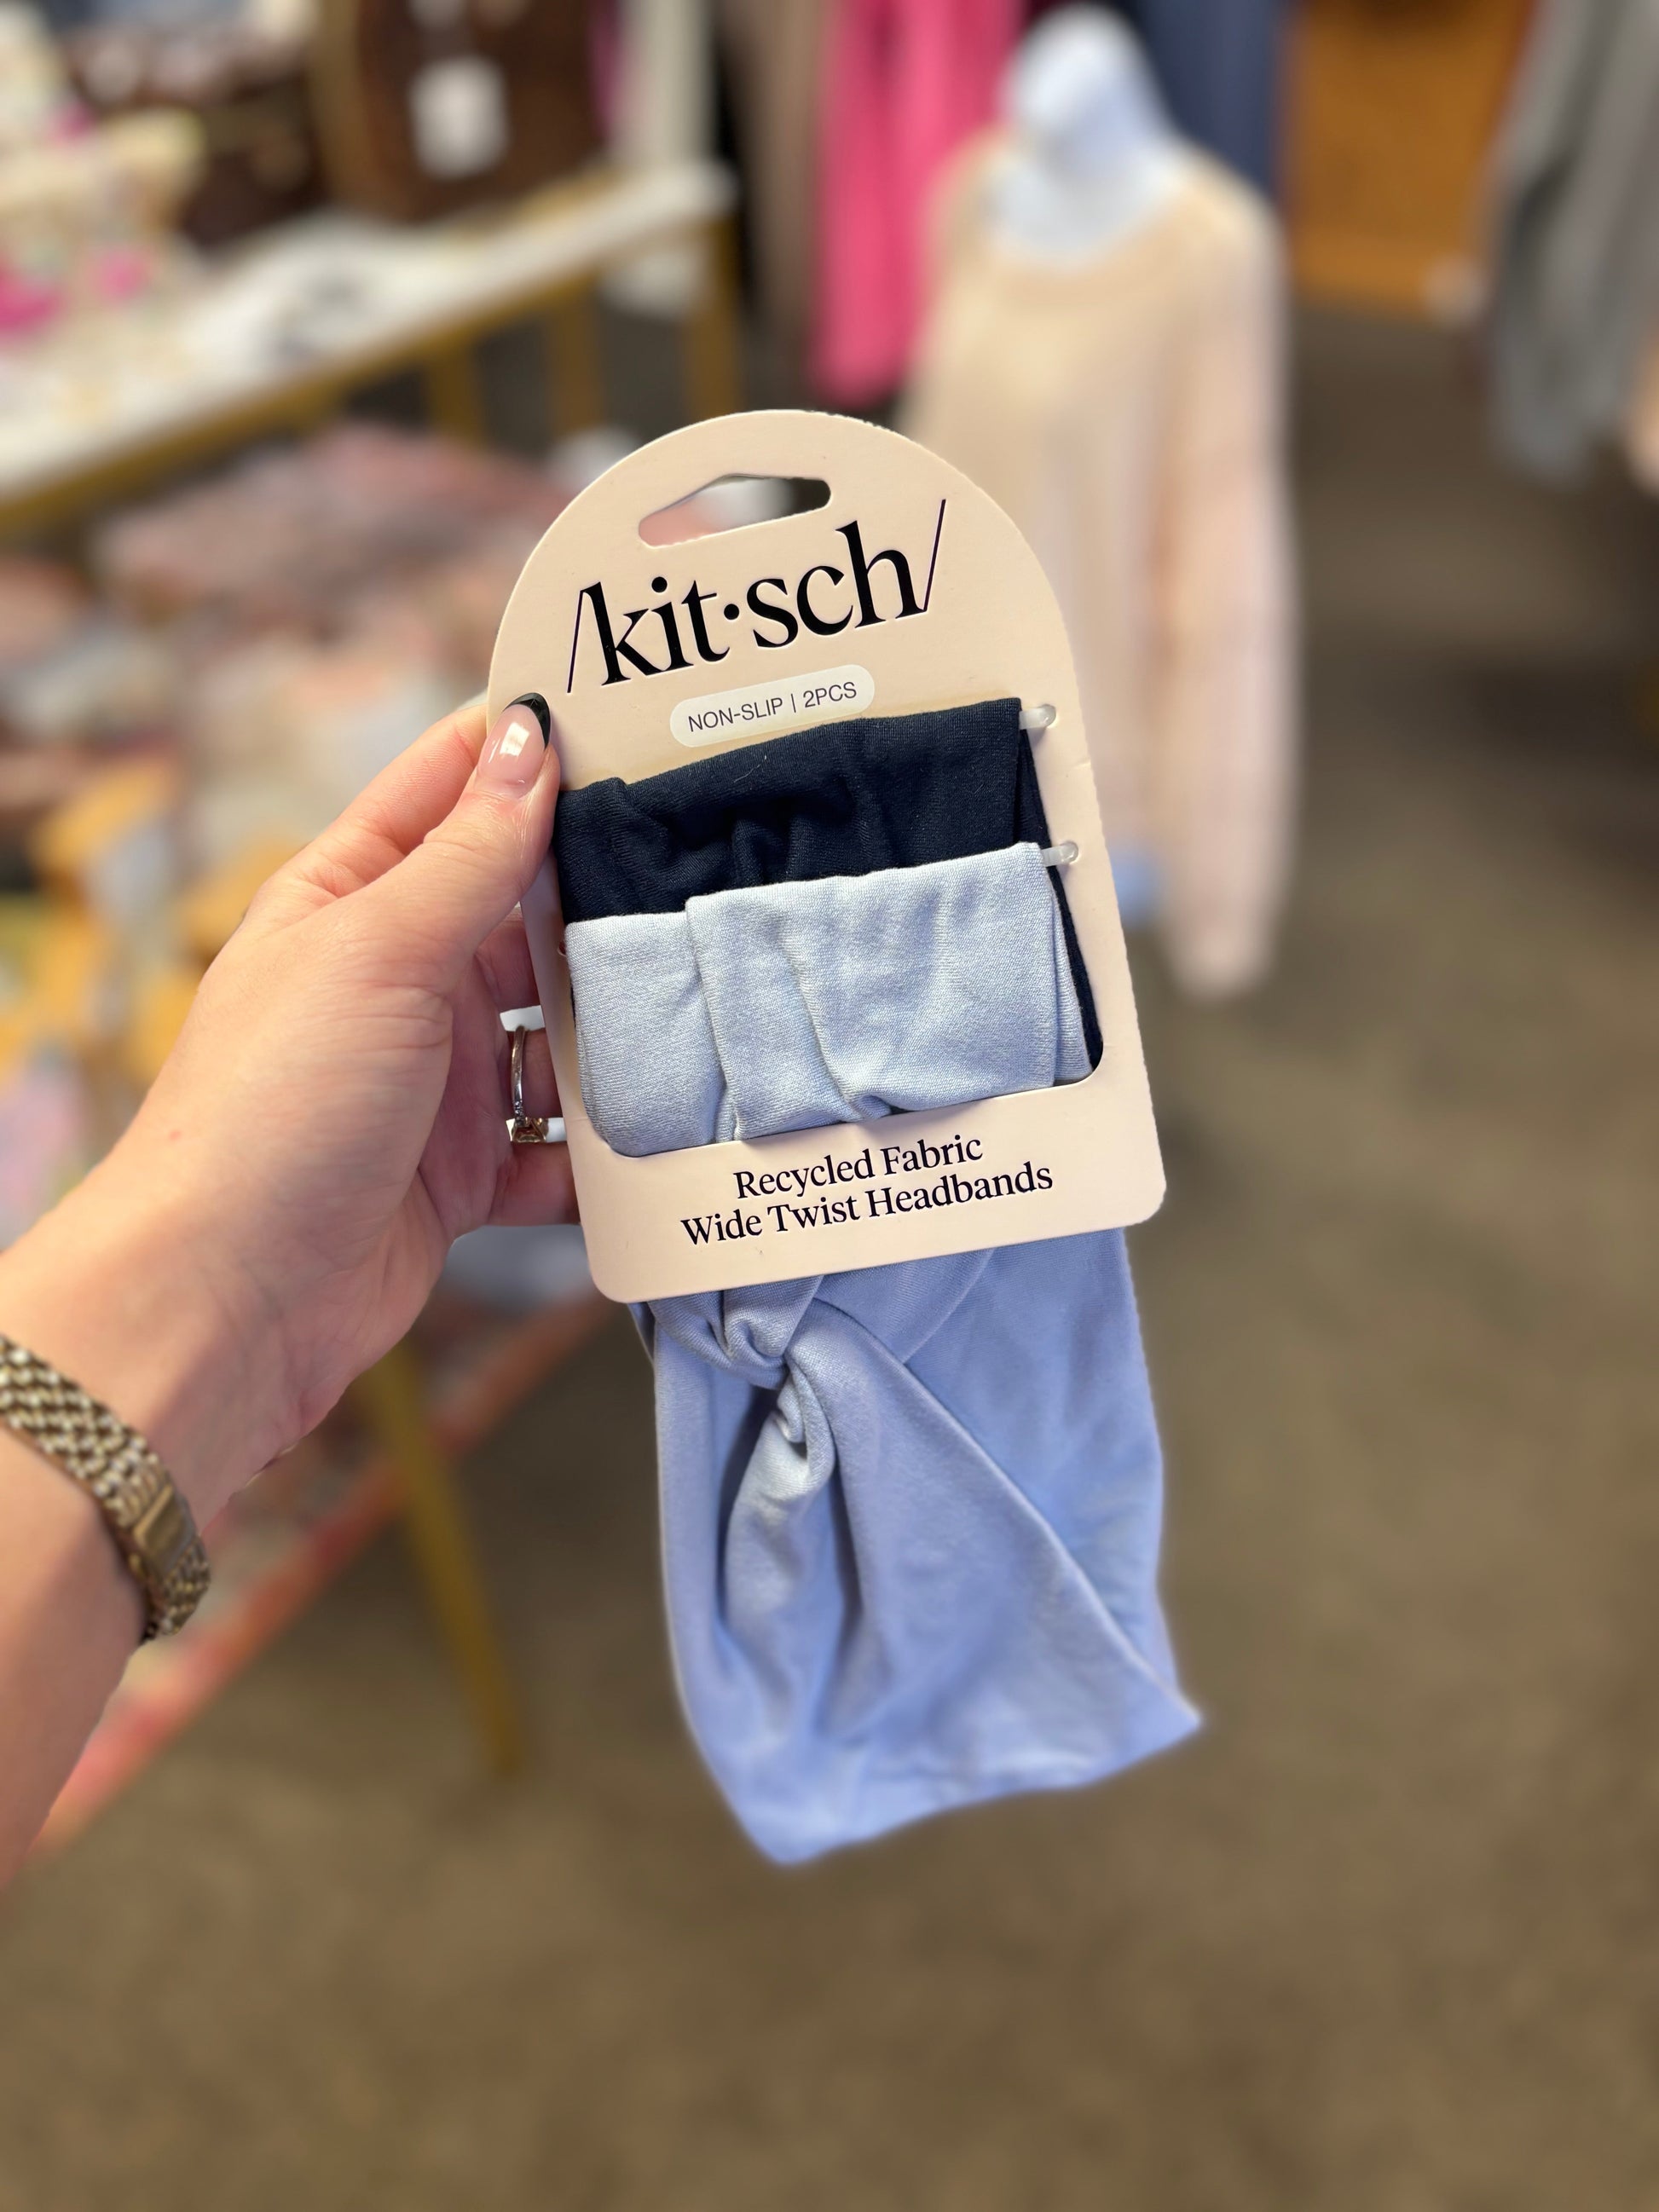 /kit·sch/
NON-SLIP | 2PCS
Recycled Fabric
Wide Twist Headbands